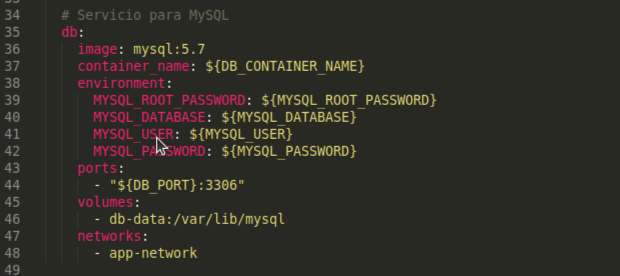 34 # Servicio para MySQL
35 db:
36 image: mysql:5.7
37 container_name: ${DB_CONTAINER_NAME}
38 environment:
39 MYSQL_ROOT_PASSWORD: ${MYSQL_ROOT_PASSWORD}
40 MYSQL_DATABASE: ${MYSQL_DATABASE}
41 MYSQL_USER: ${MYSQL_USER}
42 MYSQL_PASSWORD: ${MYSQL_PASSWORD}
43 ports:
44 - "${DB_PORT}:3306"
45 volumes:
46 - db-data:/var/lib/mysql
47 networks:
48 - app-network
49